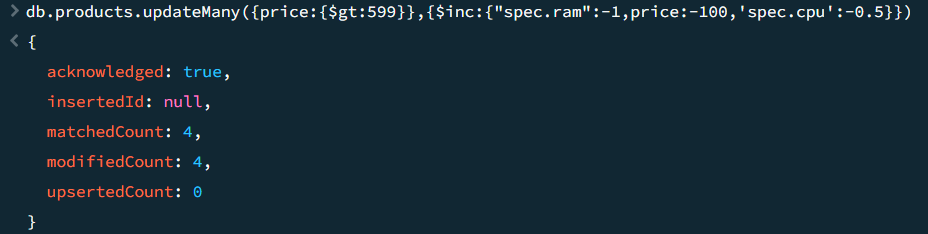 > db.products.updateMany({price:{$gt:599}},{$inc:{"spec.ram":-1,price:-100,'spec.cpu':-0.5}})
< {
acknowledged: true,
insertedId: null,
matchedCount: 4,
modifiedCount: 4,
upsertedCount: 0
}